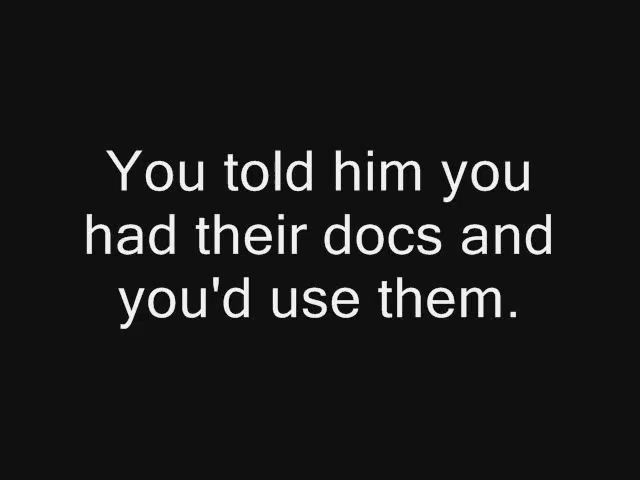 You told him you
had their docs and
you'd use them.